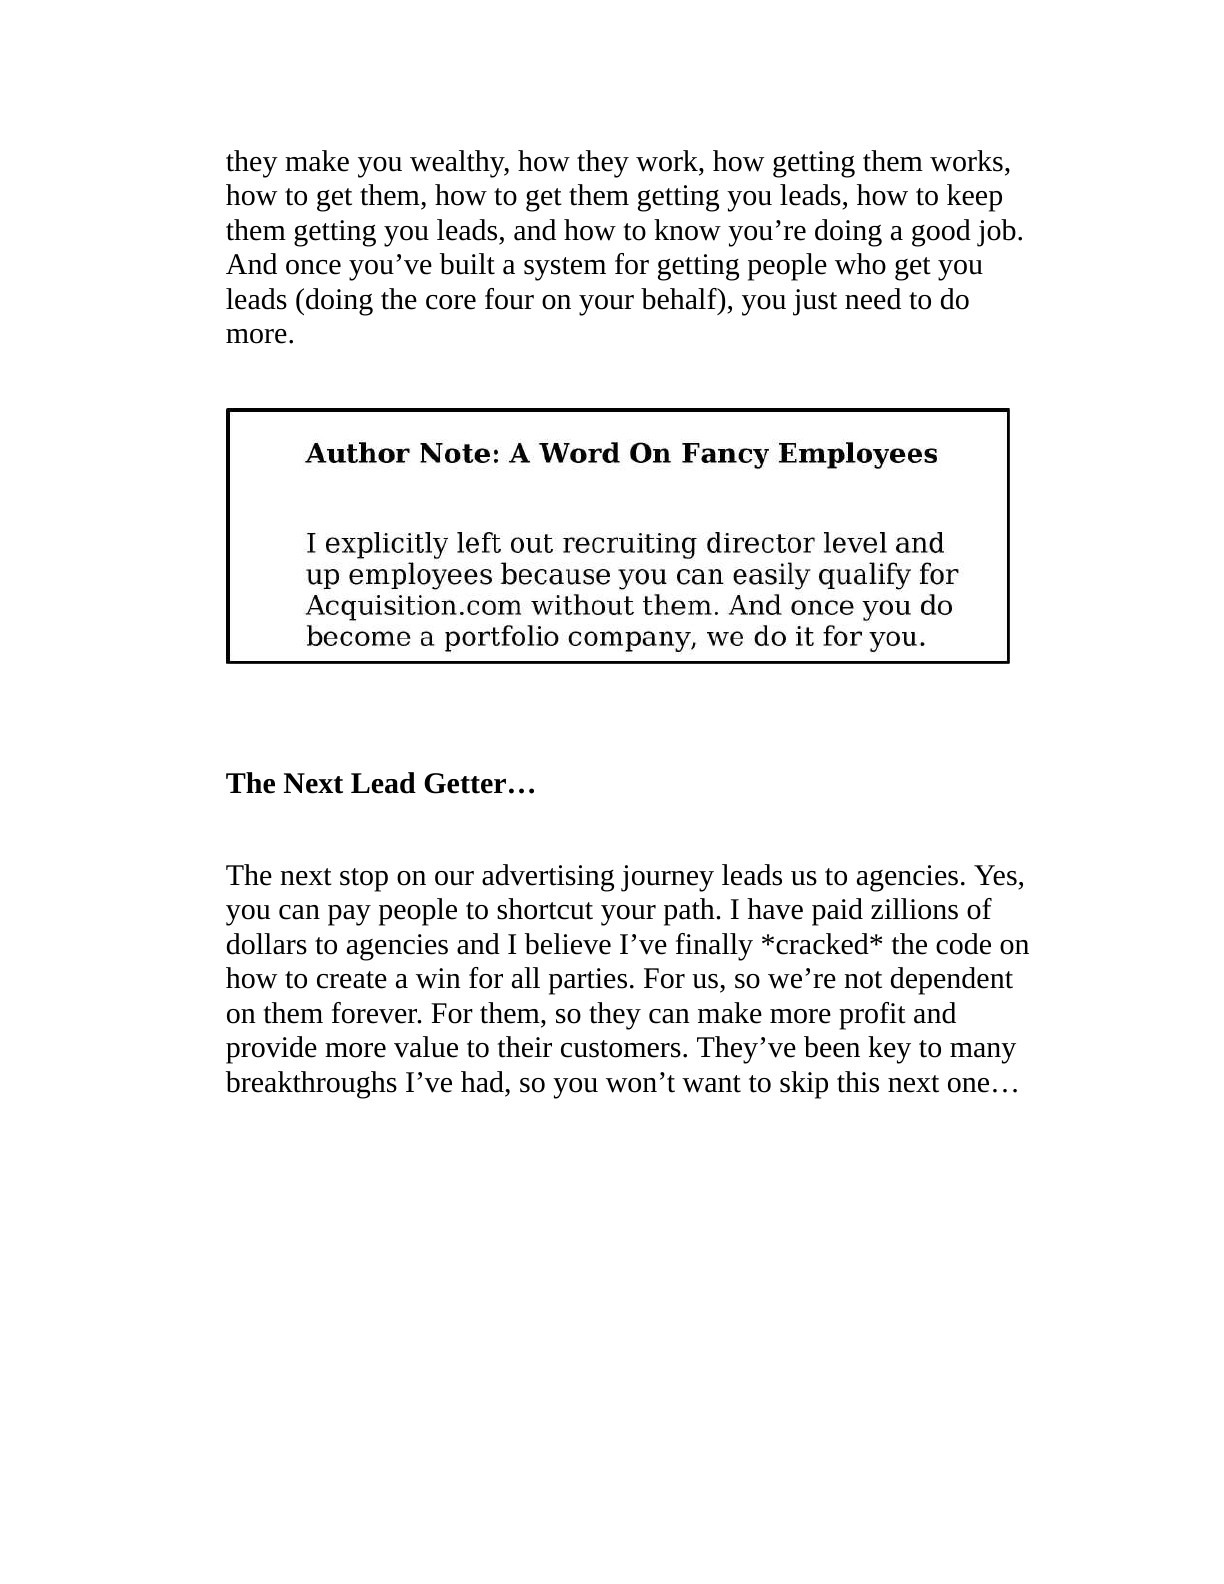 they make you wealthy, how they work, how getting them works,
how to get them, how to get them getting you leads, how to keep
them getting you leads, and how to know you’re doing a good job.
And once you’ve built a system for getting people who get you
leads (doing the core four on your behalf), you just need to do
more.
Author Note: A Word On Fancy Employees
I explicitly left out recruiting director level and
up employees because you can easily qualify for
Acquisition.com without them. And once you do
become a portfolio company, we do it for you.
The Next Lead Getter…
The next stop on our advertising journey leads us to agencies. Yes,
you can pay people to shortcut your path. I have paid zillions of
dollars to agencies and I believe I’ve finally *cracked* the code on
how to create a win for all parties. For us, so we’re not dependent
on them forever. For them, so they can make more profit and
provide more value to their customers. They’ve been key to many
breakthroughs I’ve had, so you won’t want to skip this next one…